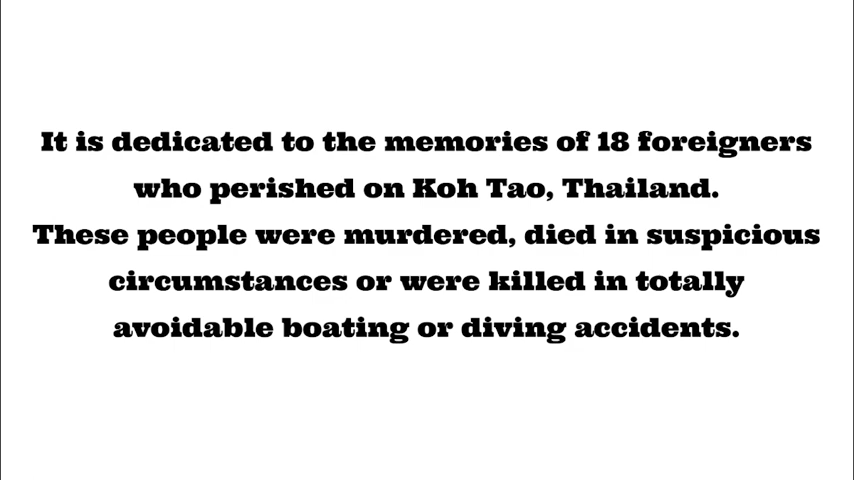 It is dedicated to the memories of 18 foreigners
who perished on Koh Tao, Thailand.
These people were murdered, died in suspicious
circumstances or were killed in totally
avoidable boating or diving accidents.